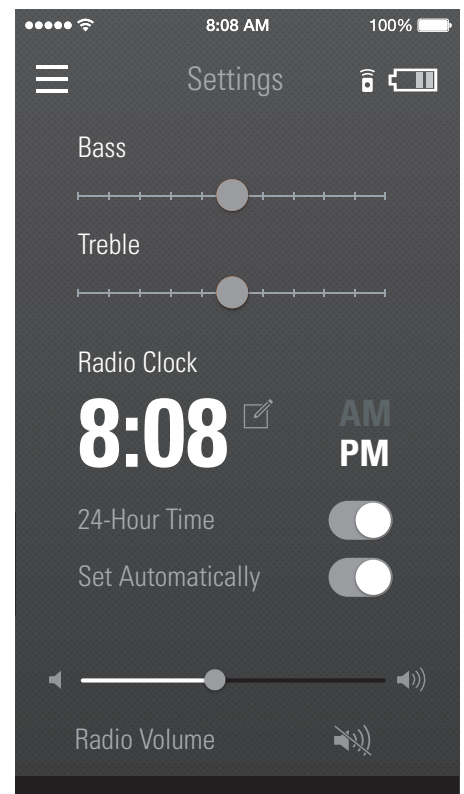 8:08 AM 100%
Settings
Bass
Treble
Radio Clock
8:08 AM
PM
24-Hour Time
Set Automatically
Radio Volume